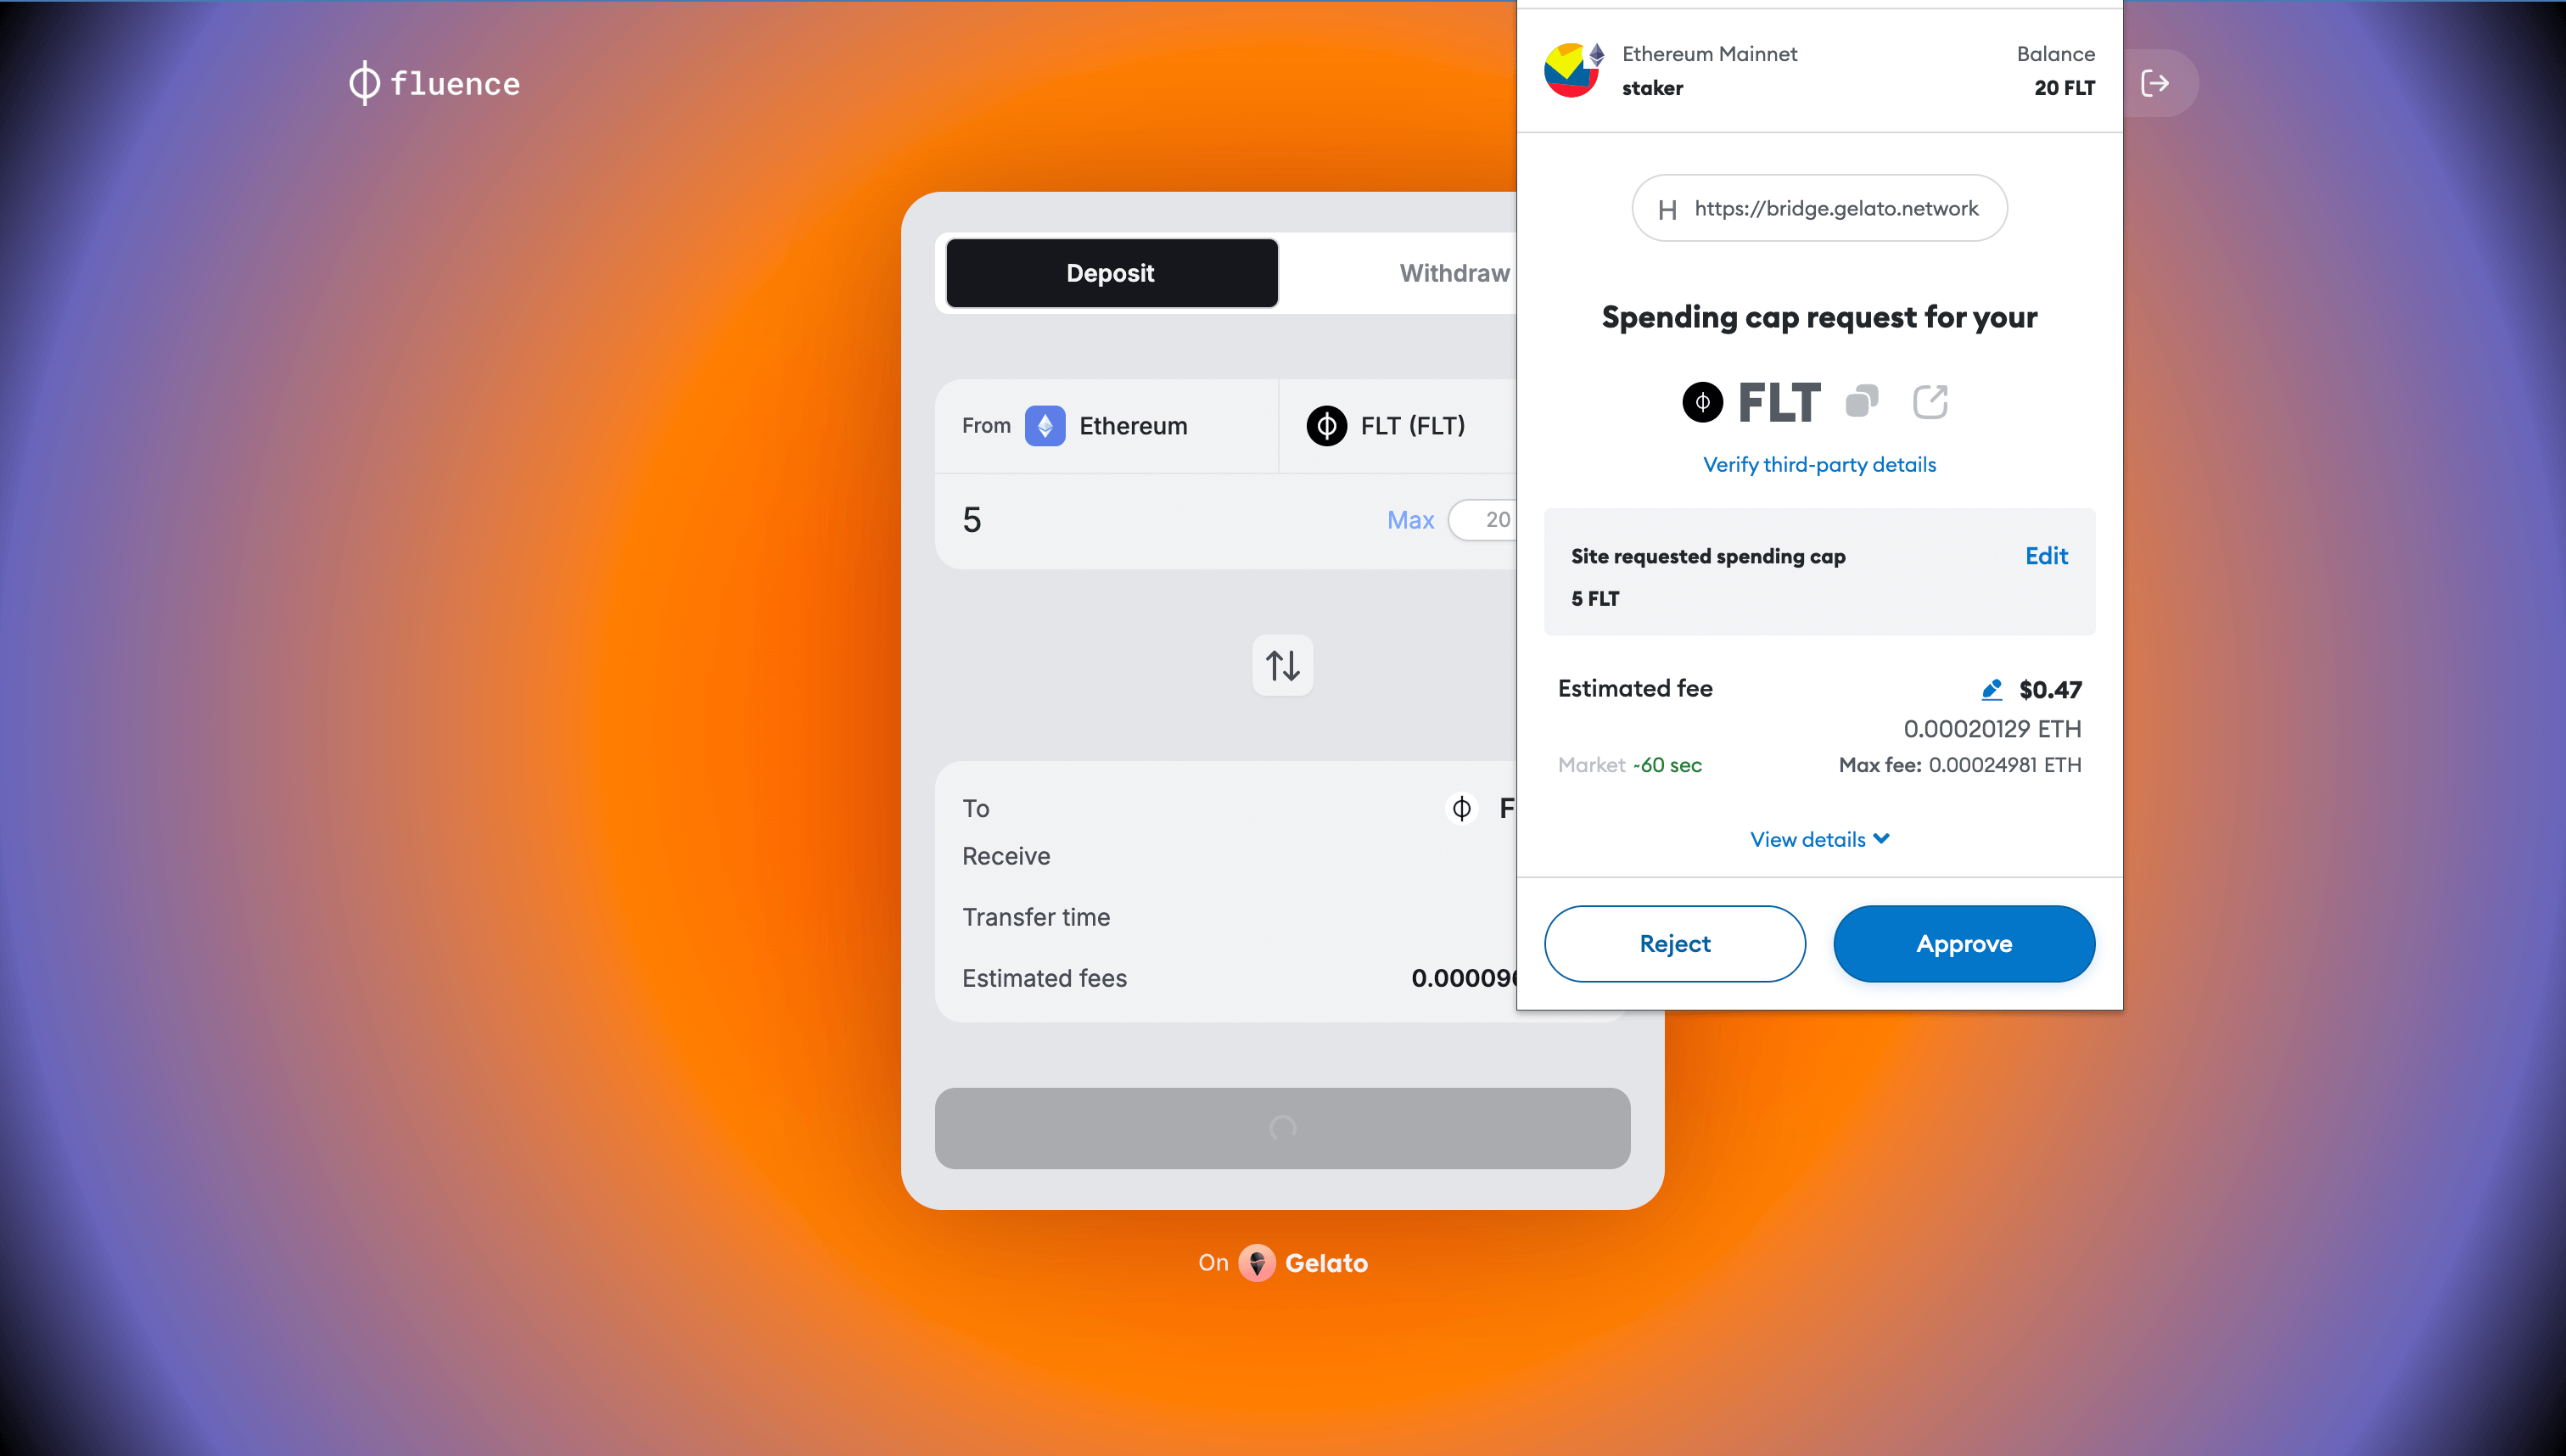 fluence
Deposit
Withdraw
From
Ethereum
FLT (FLT)
5
Max
20
To
F
Receive
Transfer time
Estimated fees
0.000096
On
Gelato
Ethereum Mainnet
staker
Balance
20 FLT
H
https://bridge.gelato.network
Spending cap request for your
FLT
Verify third-party details
Site requested spending cap
Edit
5 FLT
Estimated fee
$0.47
0.00020129 ETH
Market ~60 sec
Max fee: 0.00024981 ETH
View details
Reject
Approve